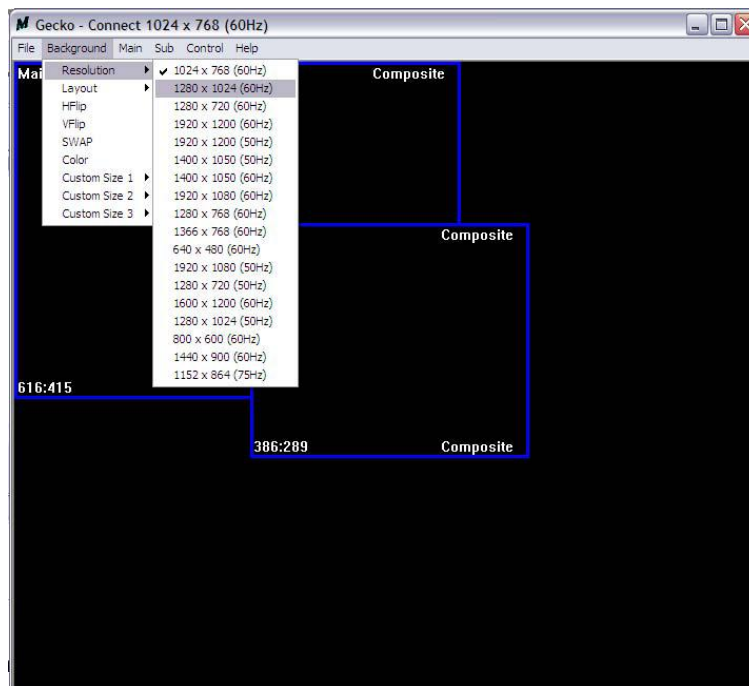 Gecko - Connect 1024 x 768 (60Hz)
File Background Main Sub Control Help
Resolution
Layout
HFlip
VFlip
SWAP
Color
Custom Size 1
Custom Size 2
Custom Size 3
1024 x 768 (60Hz)
1280 x 1024 (60Hz)
1280 x 720 (60Hz)
1920 x 1200 (60Hz)
1920 x 1200 (50Hz)
1400 x 1050 (50Hz)
1400 x 1050 (60Hz)
1920 x 1080 (60Hz)
1280 x 768 (60Hz)
1366 x 768 (60Hz)
640 x 480 (60Hz)
1920 x 1080 (50Hz)
1280 x 720 (50Hz)
1600 x 1200 (60Hz)
1280 x 1024 (50Hz)
800 x 600 (60Hz)
1440 x 900 (60Hz)
1152 x 864 (75Hz)
Mai
Composite
Composite
616:415
386:289 Composite